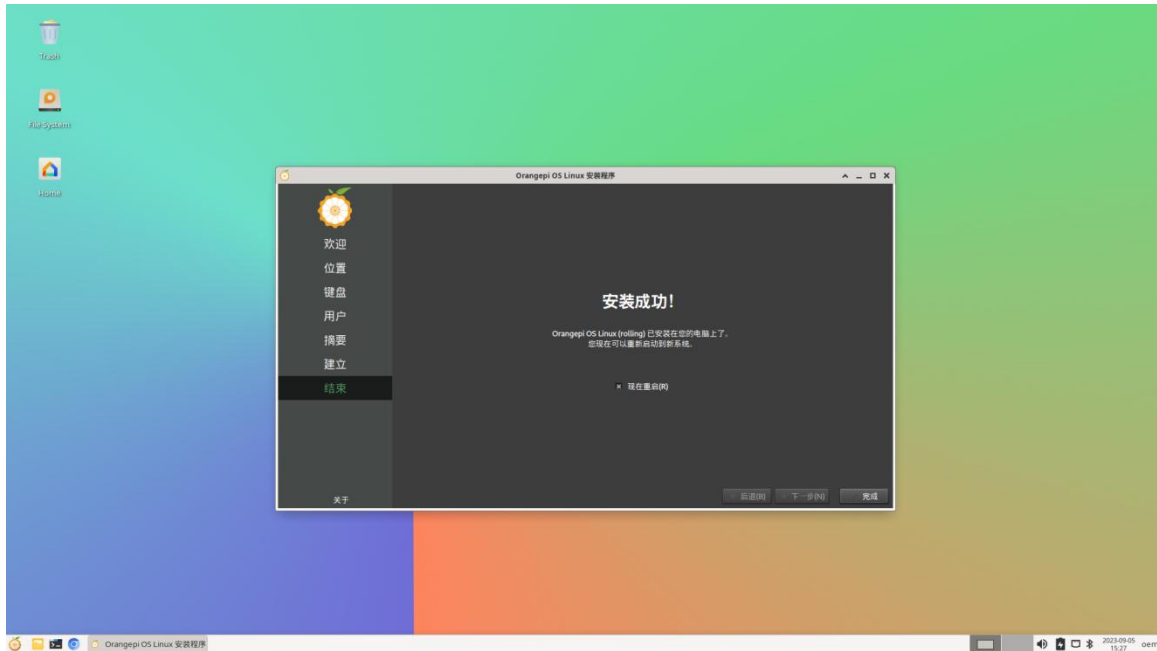 Trash
File System
Home
Orangepi OS Linux 安装程序
欢迎
位置
键盘
用户
摘要
建立
结束
关于
安装成功!
Orangepi OS Linux (rolling) 已安装在您的电脑上了。
您现在可以重新启动到新系统。
现在重启(R)
后退(B)
下一步(N)
完成
Orangepi OS Linux 安装程序
2023-09-05
15:27
oem